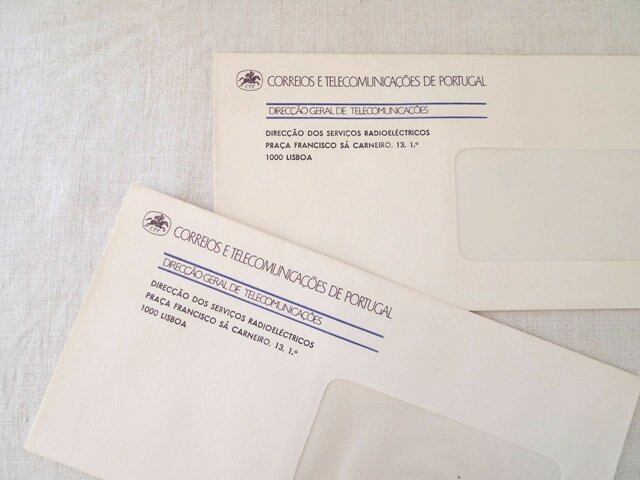 CTT
CORREIOS E TELECOMUNICAÇÕES DE PORTUGAL
DIRECÇÃO GERAL DE TELECOMUNICAÇÕES
DIRECÇÃO DOS SERVIÇOS RADIOELÉCTRICOS
PRAÇA FRANCISCO SÁ CARNEIRO, 13, 1.º
1000 LISBOA
CTT
CORREIOS E TELECOMUNICAÇÕES DE PORTUGAL
DIRECÇÃO GERAL DE TELECOMUNICAÇÕES
DIRECÇÃO DOS SERVIÇOS RADIOELÉCTRICOS
PRAÇA FRANCISCO SÁ CARNEIRO, 13, 1.º
1000 LISBOA